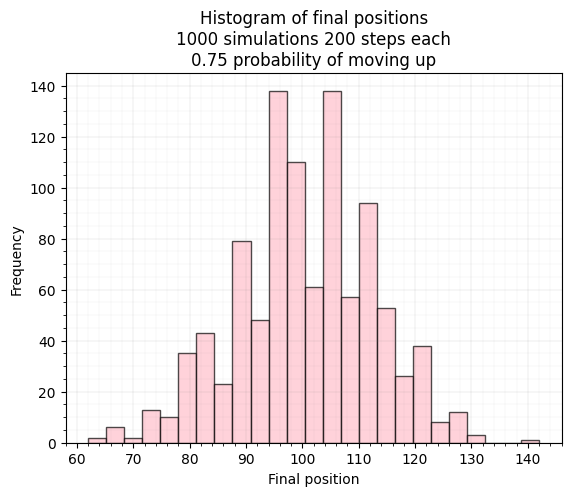 Histogram of final positions
1000 simulations 200 steps each
0.75 probability of moving up
140
120
100
80
60
40
20
0
Frequency
60 70 80 90 100 110 120 130 140
Final position